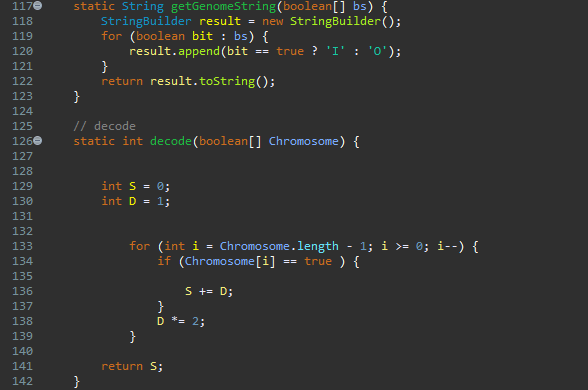 117 static String getGenomeString(boolean[] bs) {
118 StringBuilder result = new StringBuilder();
119 for (boolean bit : bs) {
120 result.append(bit == true ? 'I' : 'O');
121 }
122 return result.toString();
123 }
124
125 // decode
126 static int decode(boolean[] Chromosome) {
127
128
129 int S = 0;
130 int D = 1;
131
132
133 for (int i = Chromosome.length - 1; i >= 0; i--) {
134 if (Chromosome[i] == true ) {
135
136 S += D;
137 }
138 D *= 2;
139 }
140
141 return S;
142 }